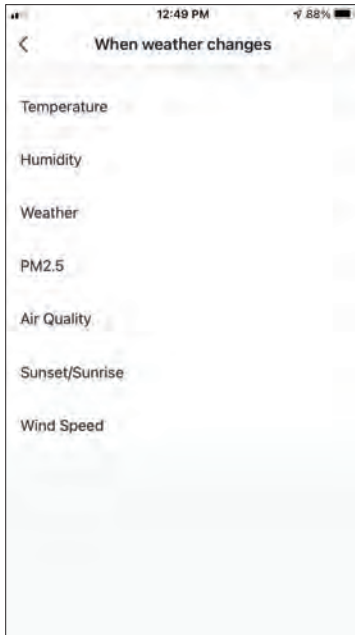 12:49 PM 88%
When weather changes
Temperature
Humidity
Weather
PM2.5
Air Quality
Sunset/Sunrise
Wind Speed